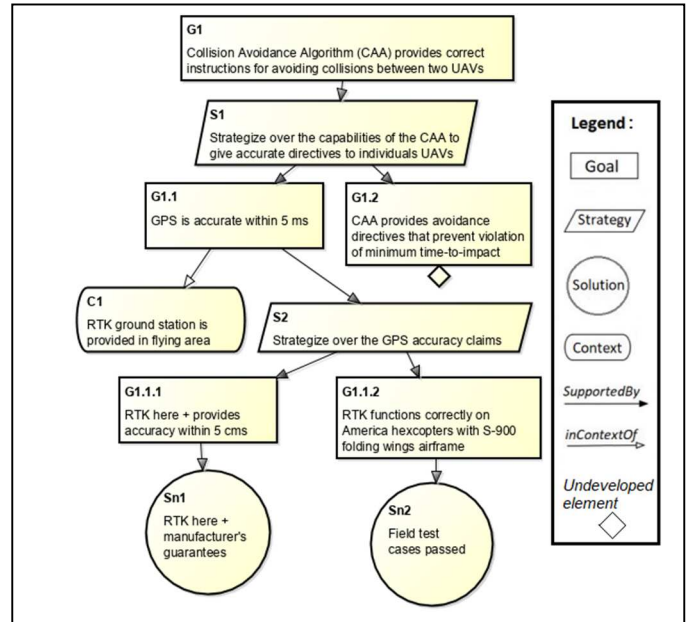 G1
Collision Avoidance Algorithm (CAA) provides correct
instructions for avoiding collisions between two UAVs
S1
Strategize over the capabilities of the CAA to
give accurate directives to individuals UAVs
G1.1
GPS is accurate within 5 ms
G1.2
CAA provides avoidance
directives that prevent violation
of minimum time-to-impact
C1
RTK ground station is
provided in flying area
S2
Strategize over the GPS accuracy claims
G1.1.1
RTK here + provides
accuracy within 5 cms
G1.1.2
RTK functions correctly on
America hexcopters with S-900
folding wings airframe
Sn1
RTK here +
manufacturer's
guarantees
Sn2
Field test
cases passed
Legend :
Goal
Strategy
Solution
Context
SupportedBy
inContextOf
Undeveloped
element